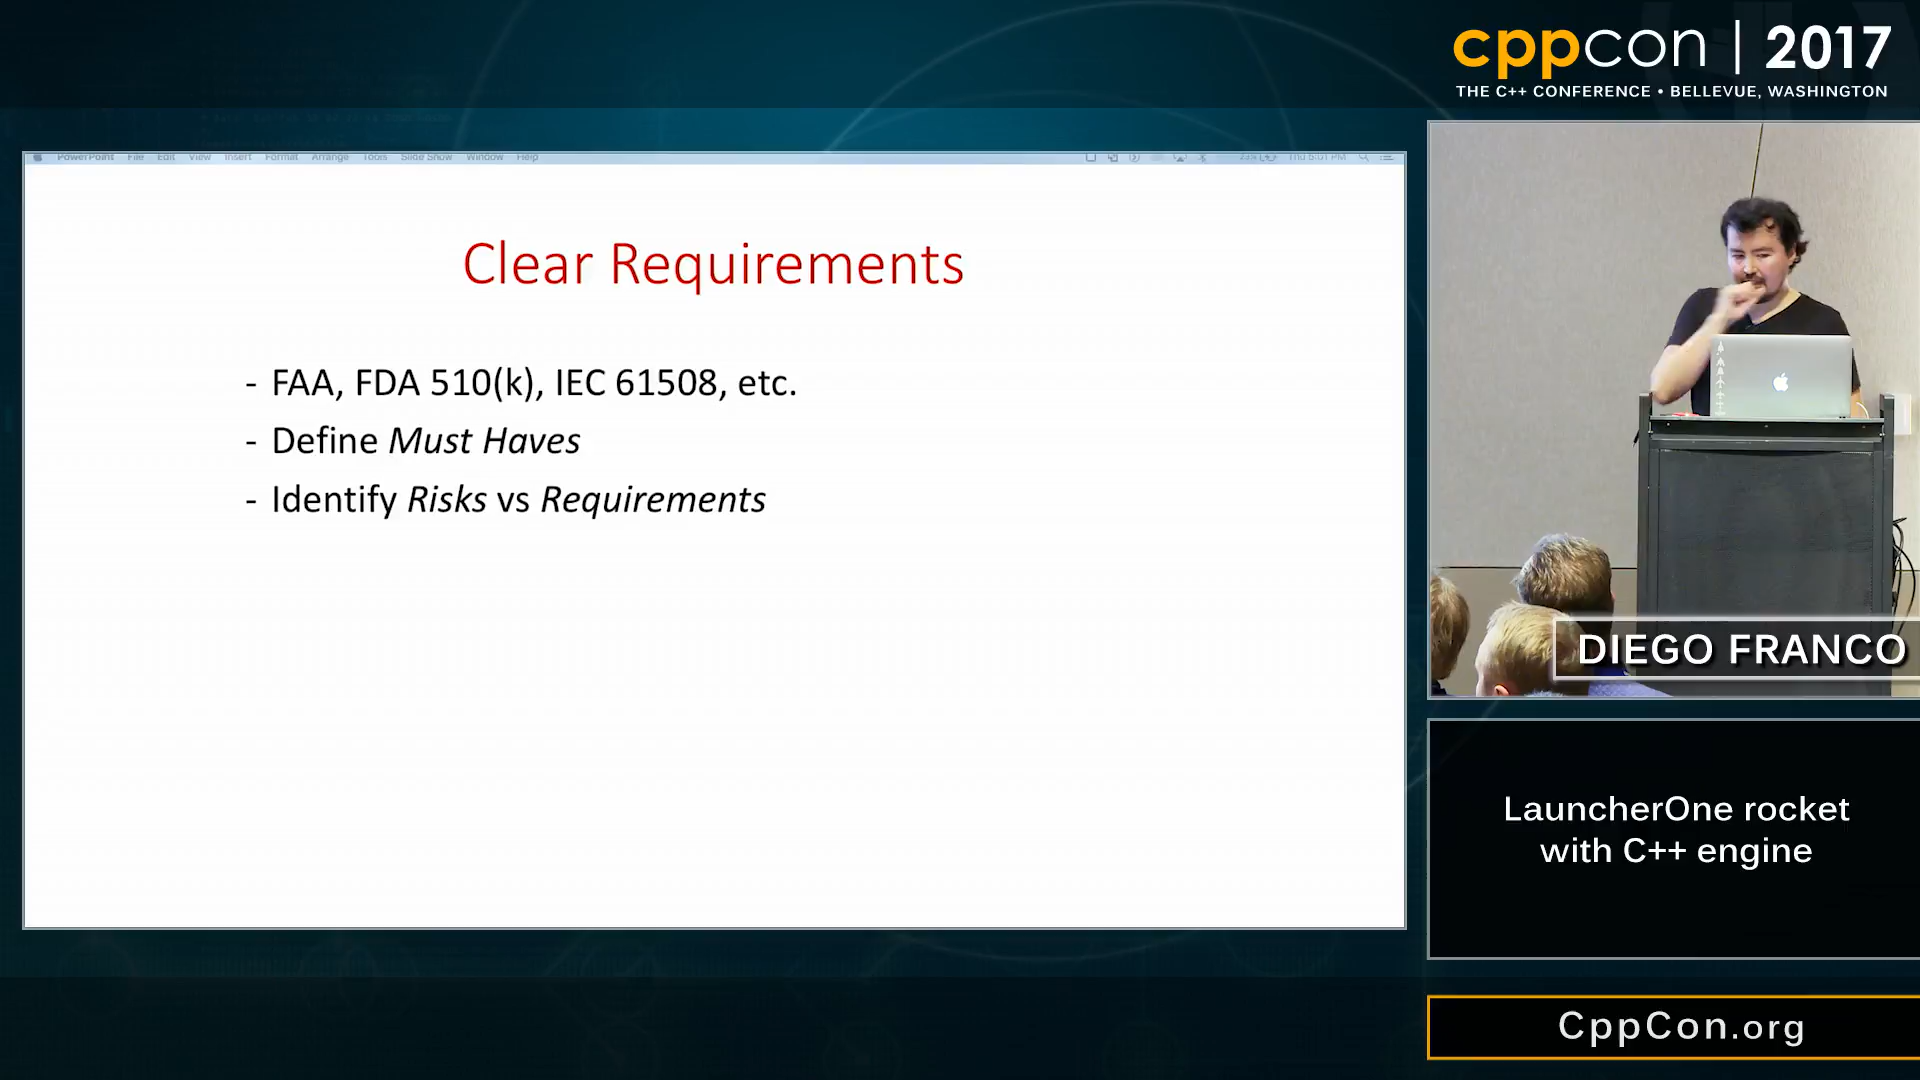 cppcon | 2017
THE C++ CONFERENCE • BELLEVUE, WASHINGTON
PowerPoint File Edit View Insert Format Arrange Tools Slide Show Window Help
Clear Requirements
- FAA, FDA 510(k), IEC 61508, etc.
- Define Must Haves
- Identify Risks vs Requirements
DIEGO FRANCO
LauncherOne rocket
with C++ engine
CppCon.org